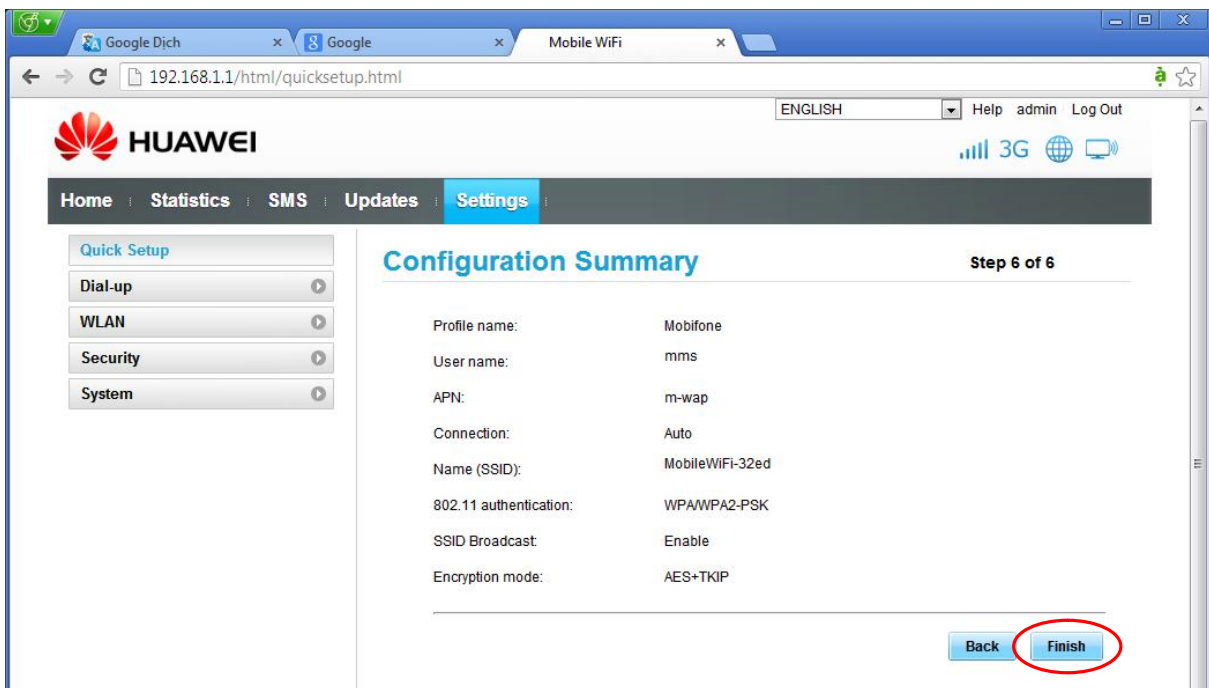 Google Dịch
Google
Mobile WiFi
192.168.1.1/html/quicksetup.html
ENGLISH Help admin Log Out
HUAWEI
3G
Home Statistics SMS Updates Settings
Quick Setup
Dial-up
WLAN
Security
System
Configuration Summary Step 6 of 6
Profile name: Mobifone
User name: mms
APN: m-wap
Connection: Auto
Name (SSID): MobileWiFi-32ed
802.11 authentication: WPA/WPA2-PSK
SSID Broadcast: Enable
Encryption mode: AES+TKIP
Back Finish